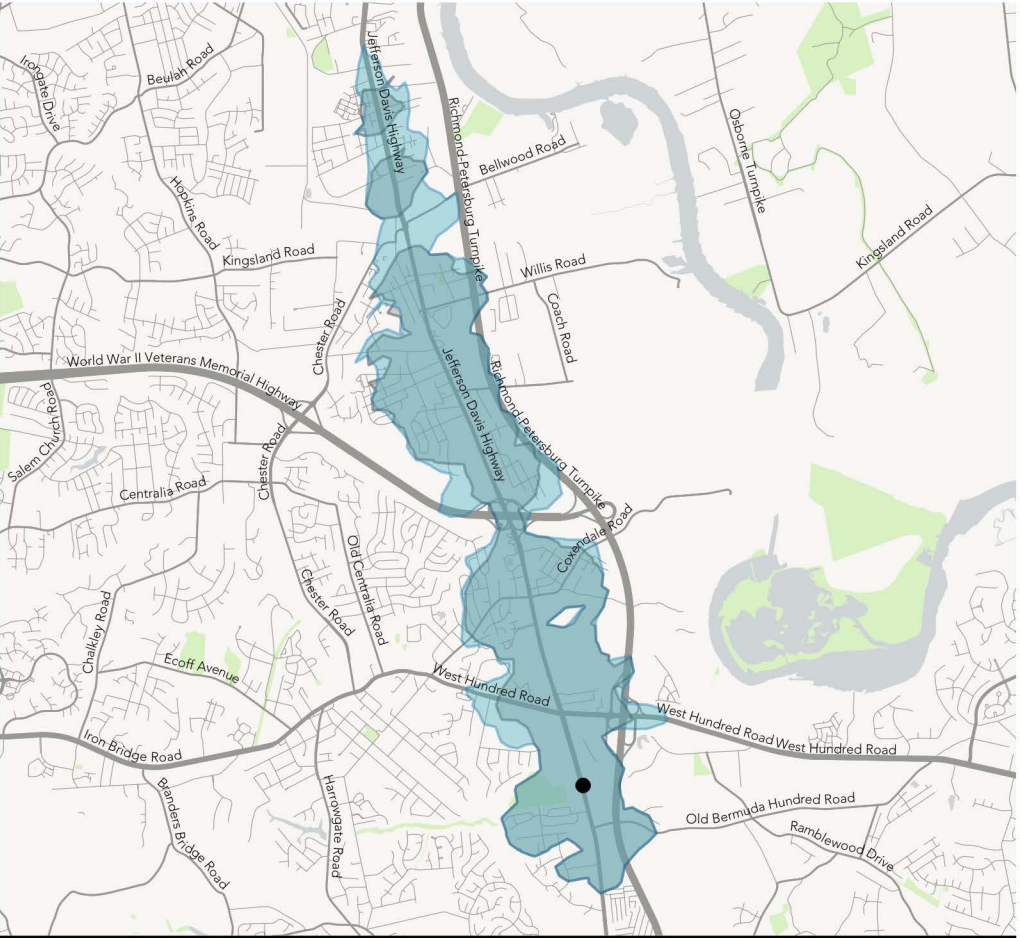 Jefferson Davis Highway
Beulah Road
Irongate Drive
Richmond-Petersburg Turnpike
Osborne Turnpike
Bellwood Road
Hopkins Road
Kingsland Road
Kingsland Road
Willis Road
Chester Road
Coach Road
World War II Veterans Memorial Highway
Jefferson Davis Highway
Richmond-Petersburg Turnpike
Salem Church Road
Chester Road
Centralia Road
Coxendale Road
Old Centralia Road
Chester Road
Chalkley Road
Ecoff Avenue
West Hundred Road
West Hundred Road
West Hundred Road
Iron Bridge Road
Branders Bridge Road
Harrowgate Road
Old Bermuda Hundred Road
Ramblewood Drive